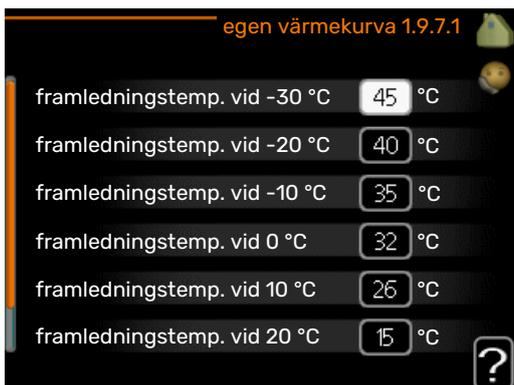 egen värmekurva 1.9.7.1
framledningstemp. vid -30 °C 45 °C
framledningstemp. vid -20 °C 40 °C
framledningstemp. vid -10 °C 35 °C
framledningstemp. vid 0 °C 32 °C
framledningstemp. vid 10 °C 26 °C
framledningstemp. vid 20 °C 15 °C
?